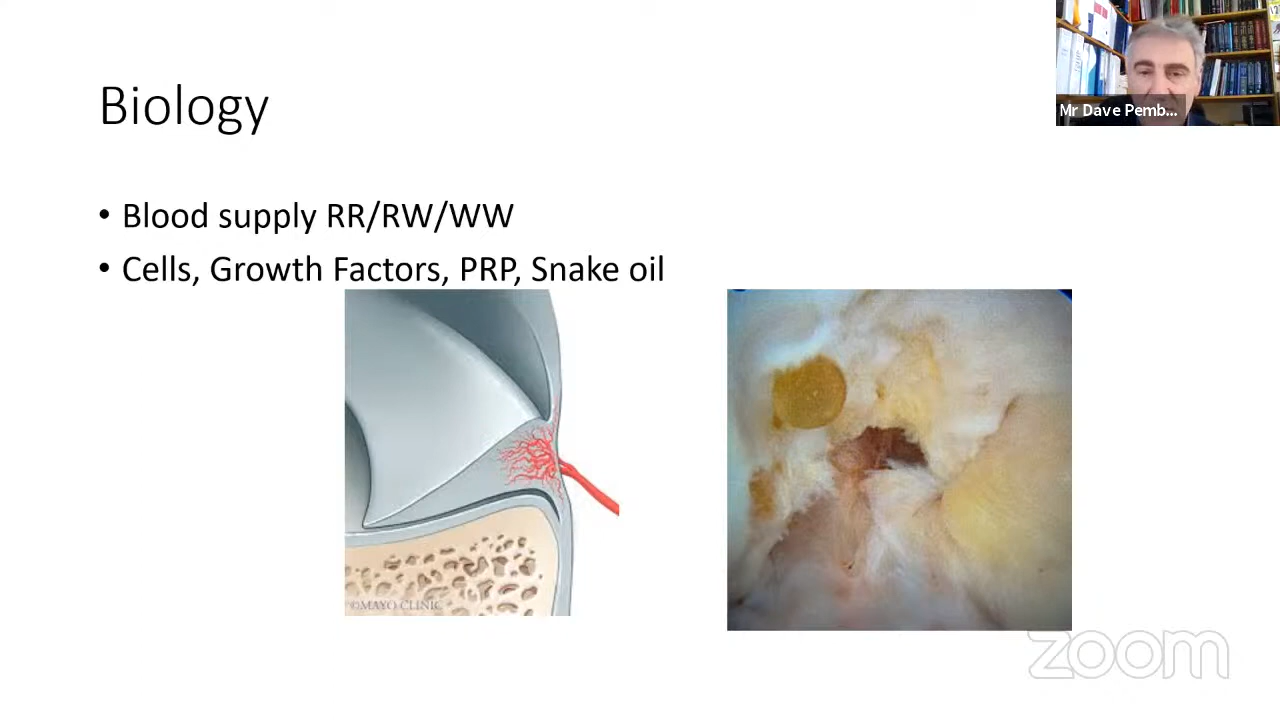 Mr Dave Pemb...
Biology
• Blood supply RR/RW/WW
• Cells, Growth Factors, PRP, Snake oil
©MAYO CLINIC
zoom